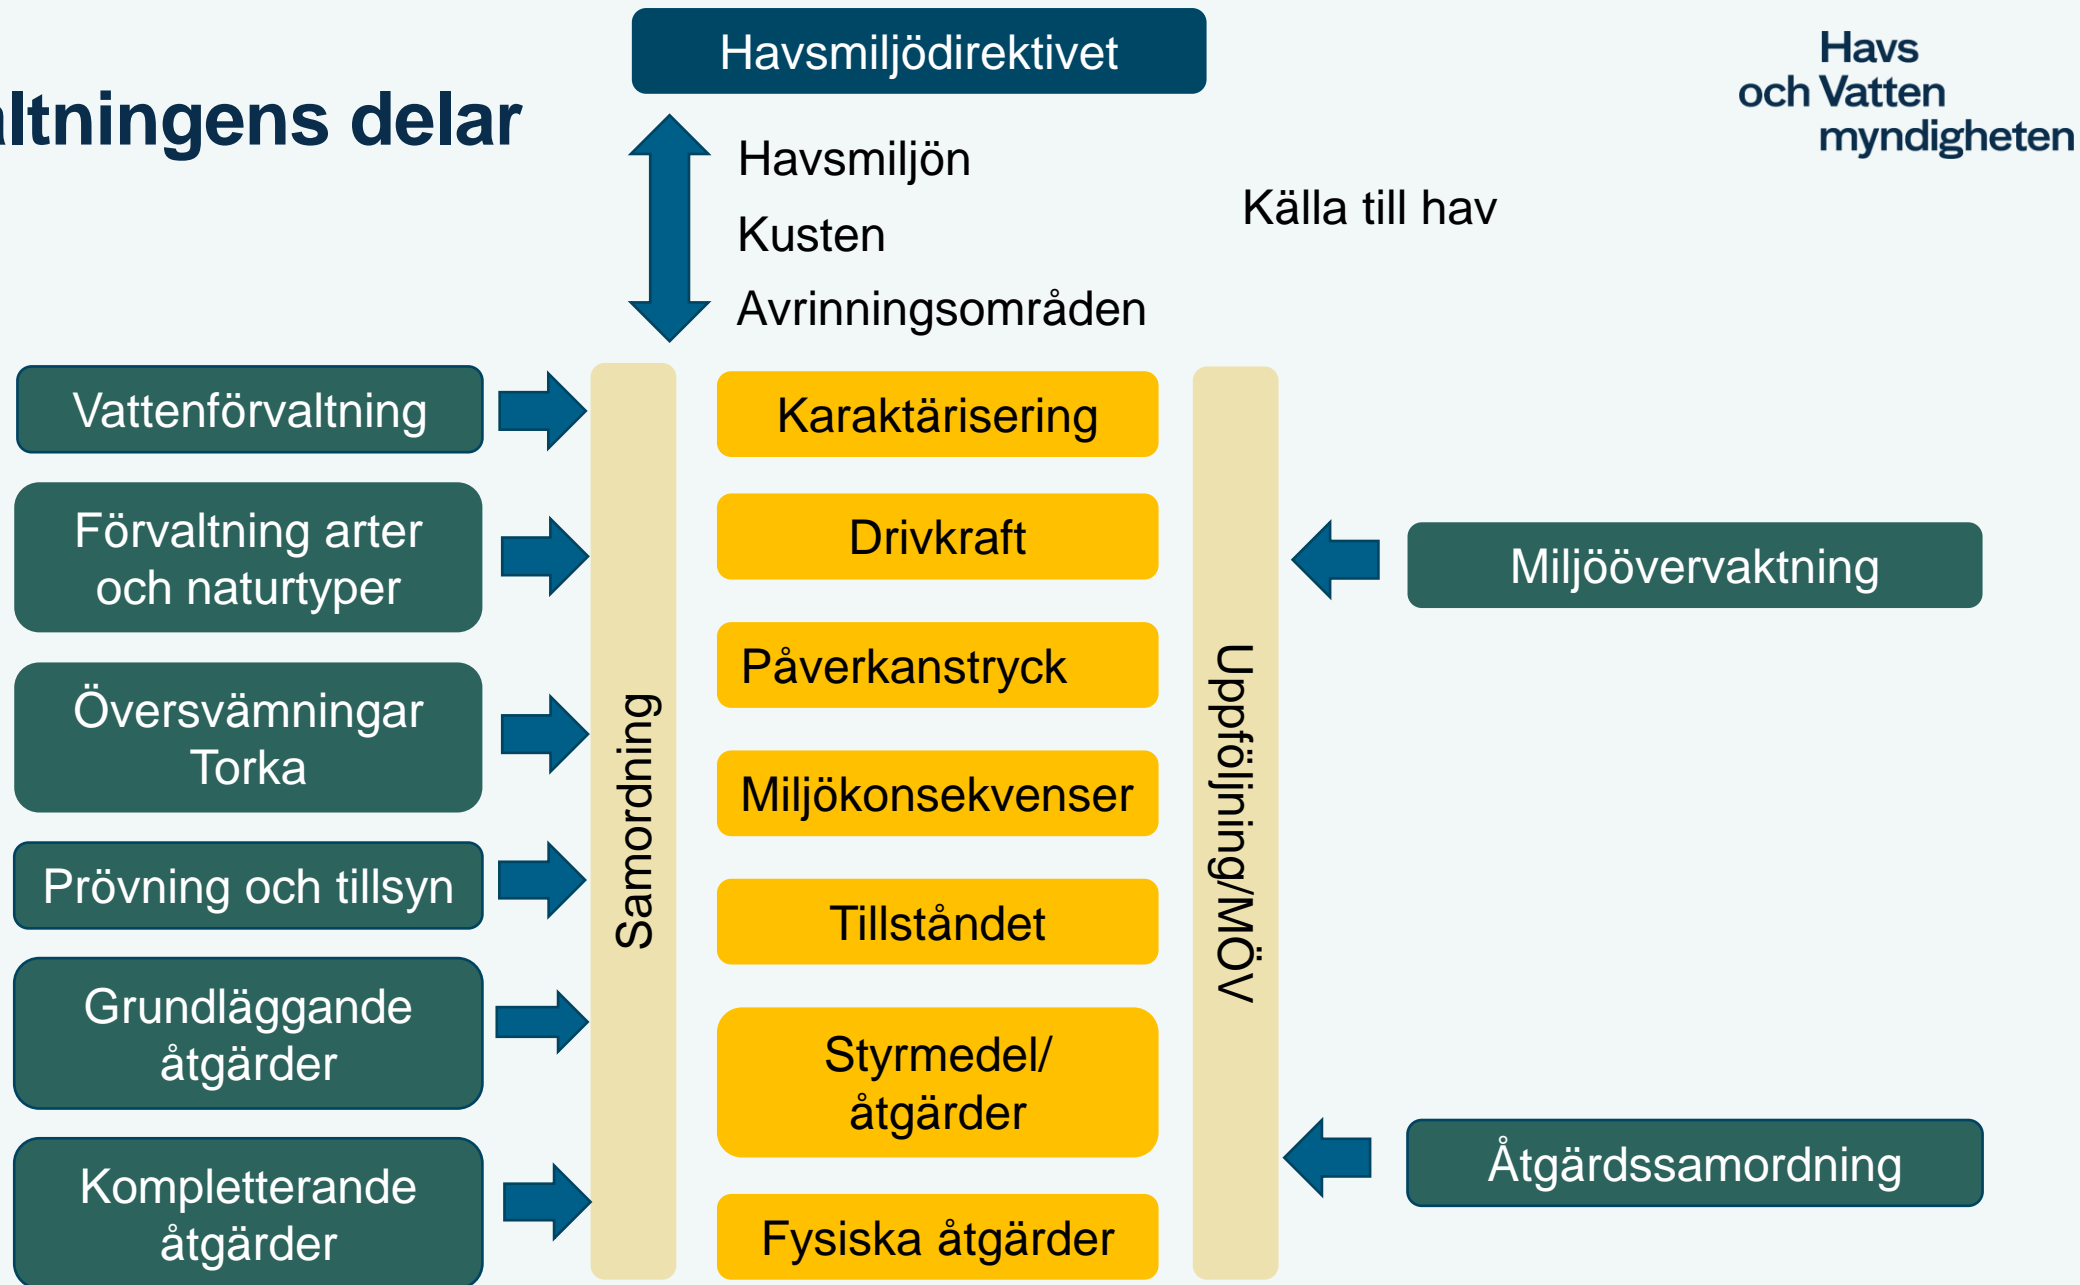 Havsmiljödirektivet
Havs
och Vatten
myndigheten
altningens delar
Havsmiljön
Kusten
Avrinningsområden
Källa till hav
Vattenförvaltning
Förvaltning arter
och naturtyper
Översvämningar
Torka
Prövning och tillsyn
Grundläggande
åtgärder
Kompletterande
åtgärder
Samordning
Karaktärisering
Drivkraft
Påverkanstryck
Miljökonsekvenser
Tillståndet
Styrmedel/
åtgärder
Fysiska åtgärder
Uppföljning/MÖV
Miljöövervaktning
Åtgärdssamordning